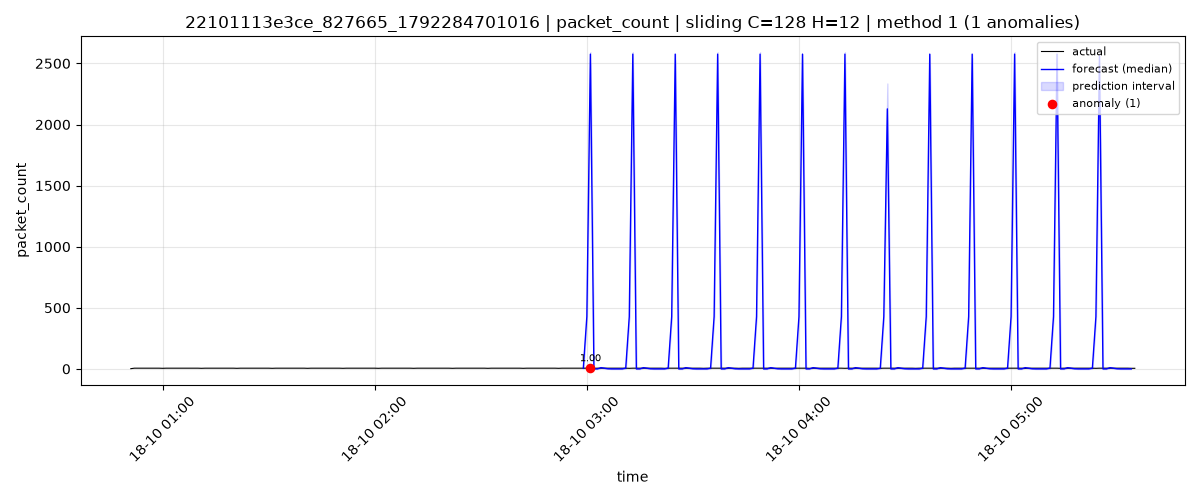 22101113e3ce_827665_1792284701016 | packet_count | sliding C=128 H=12 | method 1 (1 anomalies)
actual
forecast (median)
prediction interval
anomaly (1)
packet_count
2500
2000
1500
1000
500
0
1.00
18-10 01:00
18-10 02:00
18-10 03:00
18-10 04:00
18-10 05:00
time